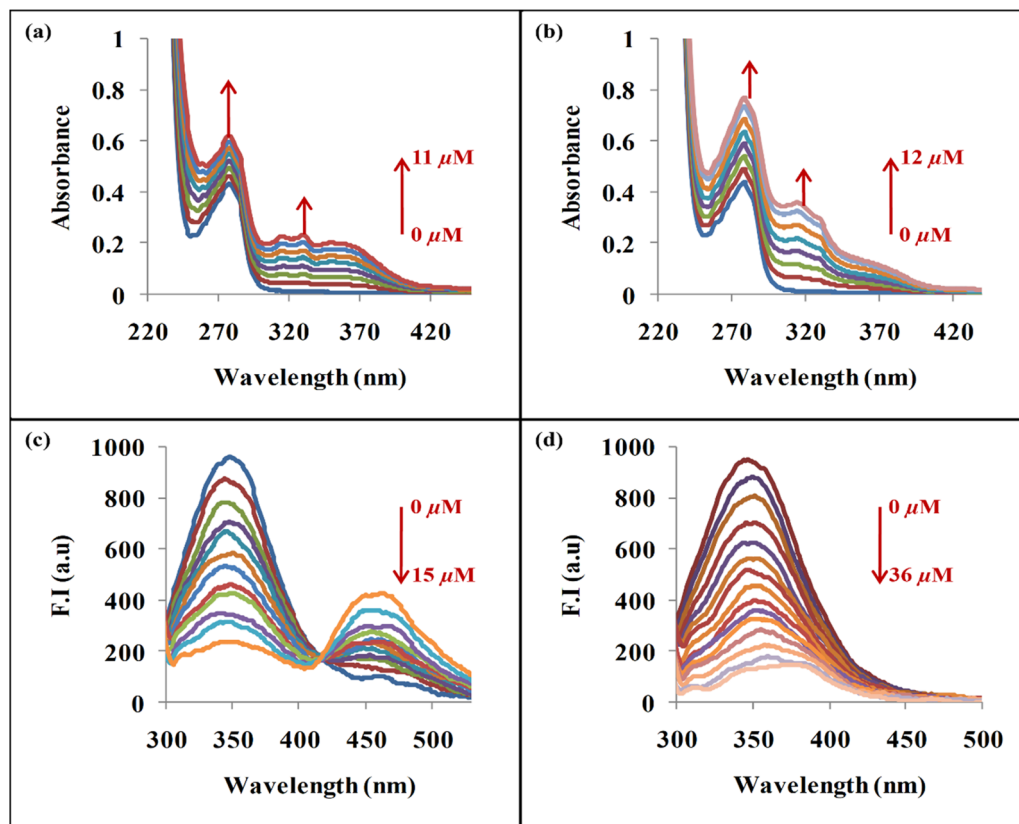 (a)
Absorbance
1
0.8
0.6
0.4
0.2
0
11 µM
0 µM
220 270 320 370 420
Wavelength (nm)
(b)
Absorbance
1
0.8
0.6
0.4
0.2
0
12 µM
0 µM
220 270 320 370 420
Wavelength (nm)
(c)
F.I (a.u)
1000
800
600
400
200
0
0 µM
15 µM
300 350 400 450 500
Wavelength (nm)
(d)
F.I (a.u)
1000
800
600
400
200
0
0 µM
36 µM
300 350 400 450 500
Wavelength (nm)